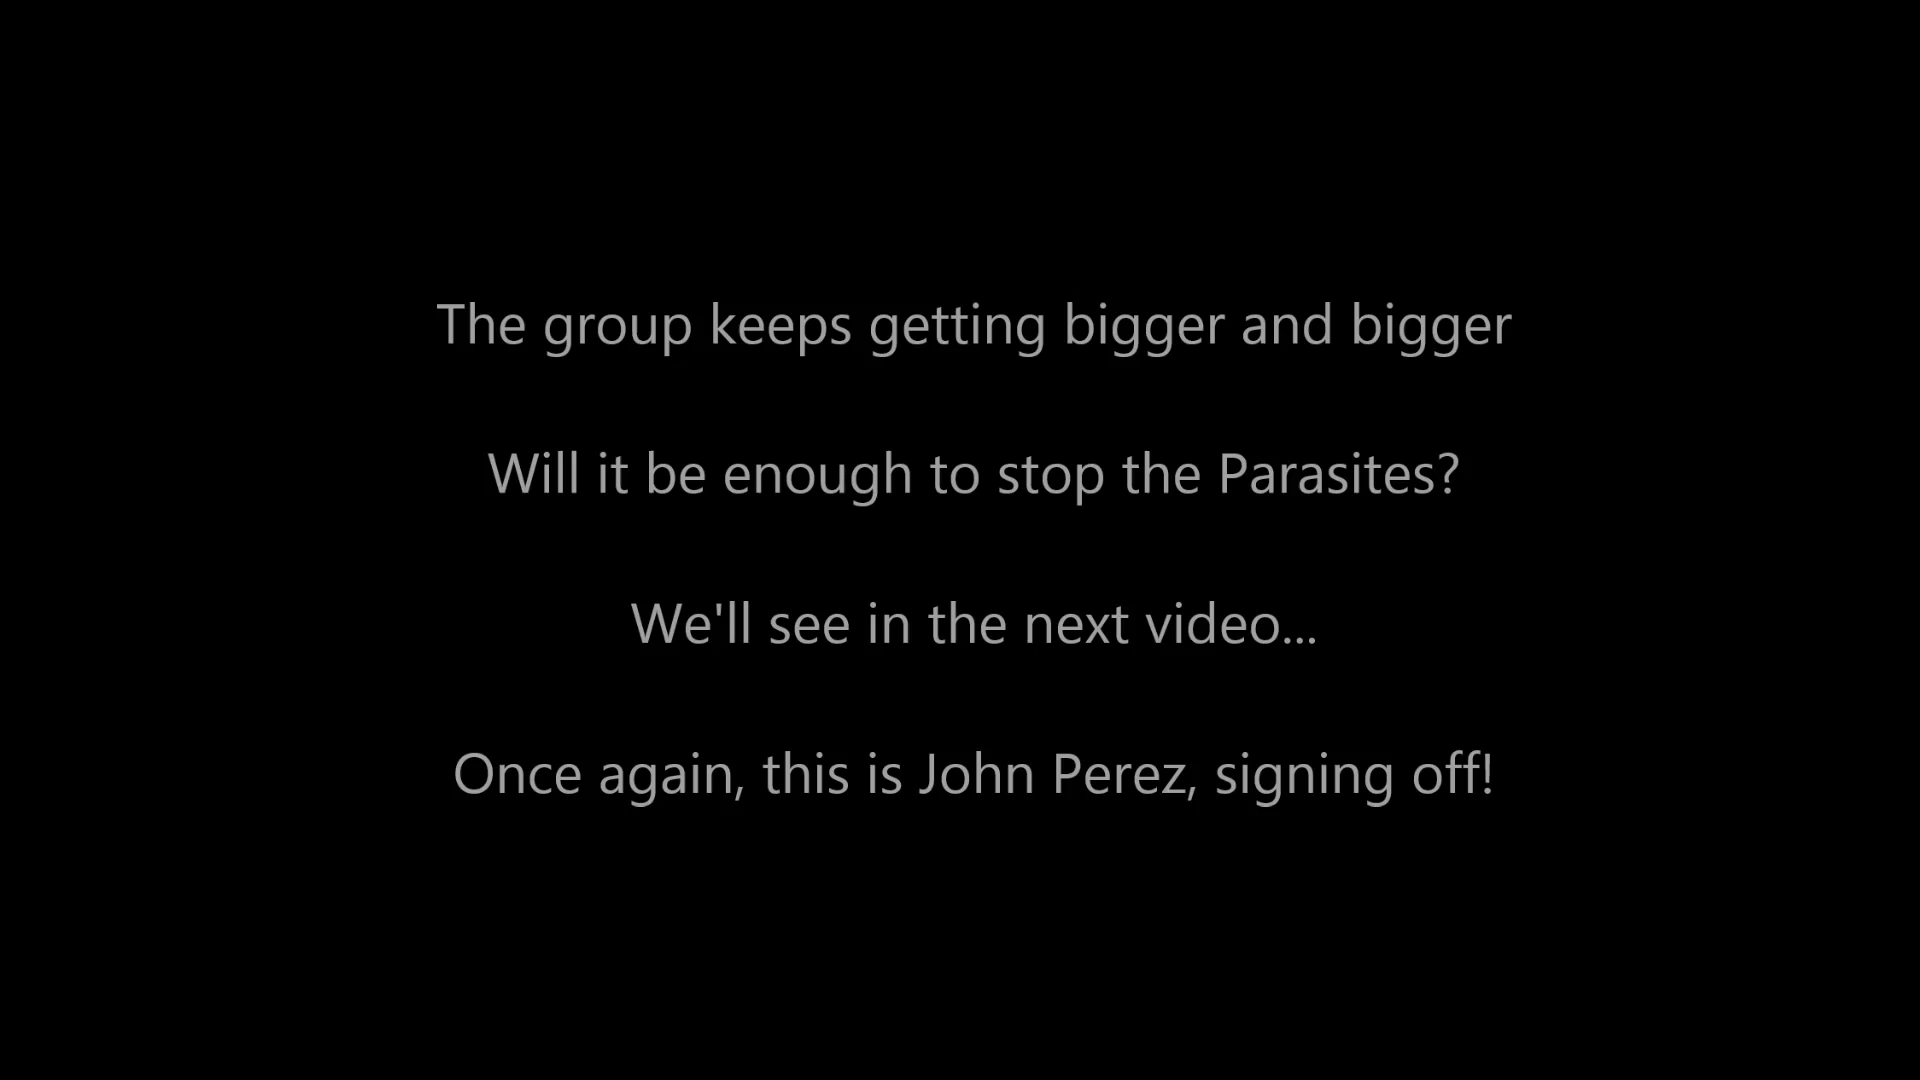 The group keeps getting bigger and bigger
Will it be enough to stop the Parasites?
We'll see in the next video...
Once again, this is John Perez, signing off!